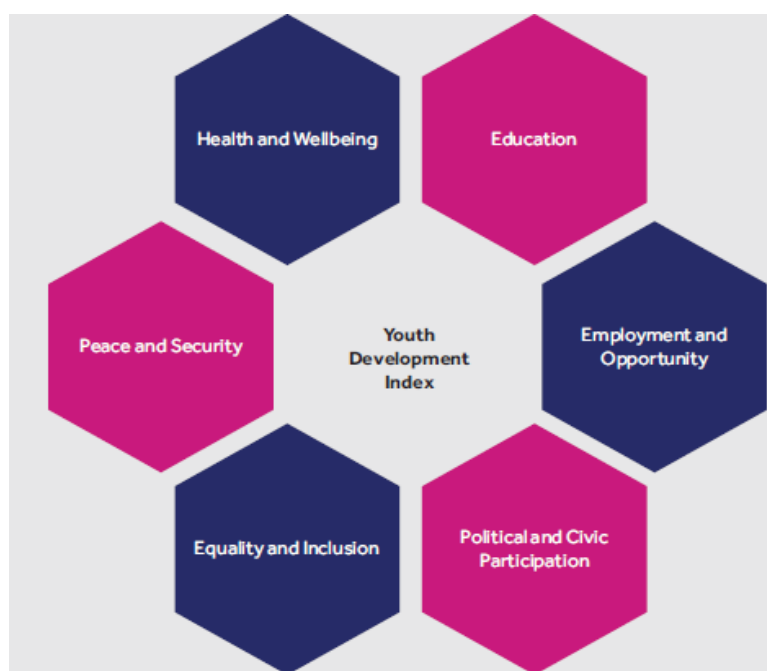 Health and Wellbeing
Education
Peace and Security
Youth
Development
Index
Employment and
Opportunity
Equality and Inclusion
Political and Civic
Participation